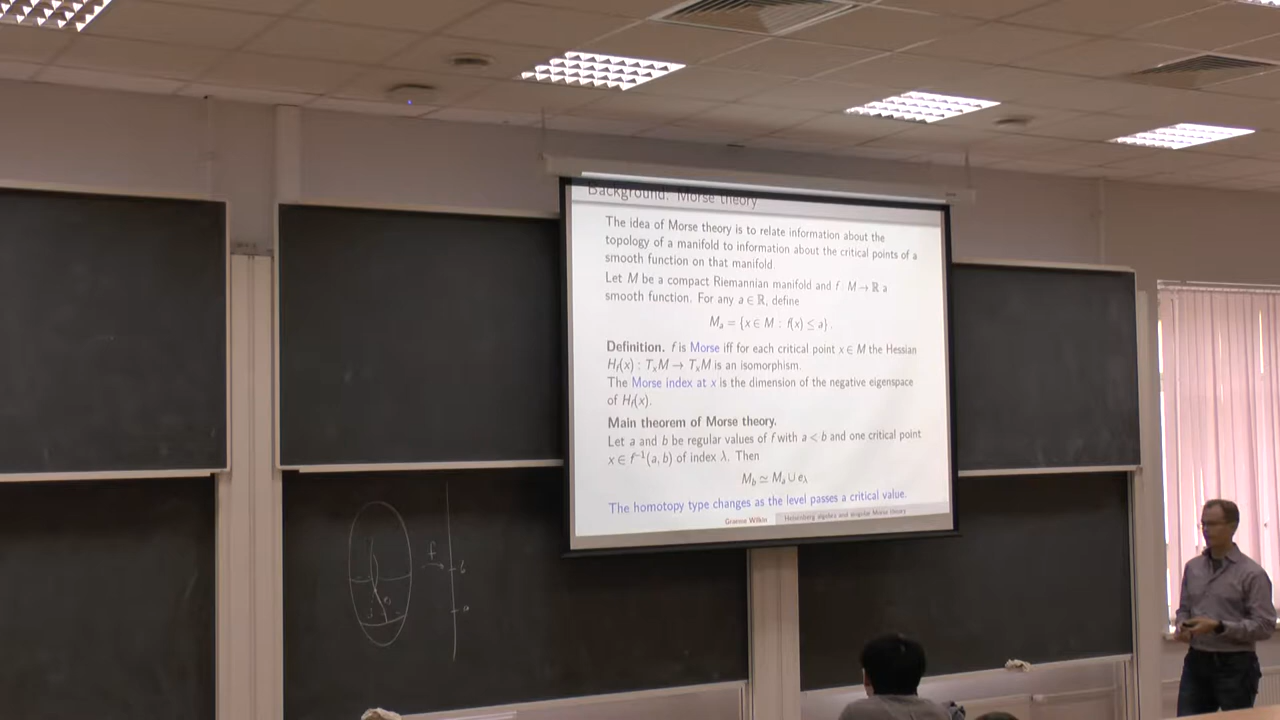 Background: Morse theory
The idea of Morse theory is to relate information about the
topology of a manifold to information about the critical points of a
smooth function on that manifold.
Let M be a compact Riemannian manifold and f : M → ℝ a
smooth function. For any a ∈ ℝ, define
Mₐ = {x ∈ M : f(x) ≤ a} .
Definition. f is Morse iff for each critical point x ∈ M the Hessian
H_f(x) : TₓM → TₓM is an isomorphism.
The Morse index at x is the dimension of the negative eigenspace
of H_f(x).
Main theorem of Morse theory.
Let a and b be regular values of f with a < b and one critical point
x ∈ f⁻¹(a, b) of index λ. Then
M_b ≃ Mₐ ∪ e_λ
The homotopy type changes as the level passes a critical value.
Graeme Wilkin Heisenberg algebra and singular Morse theory
f
b
a